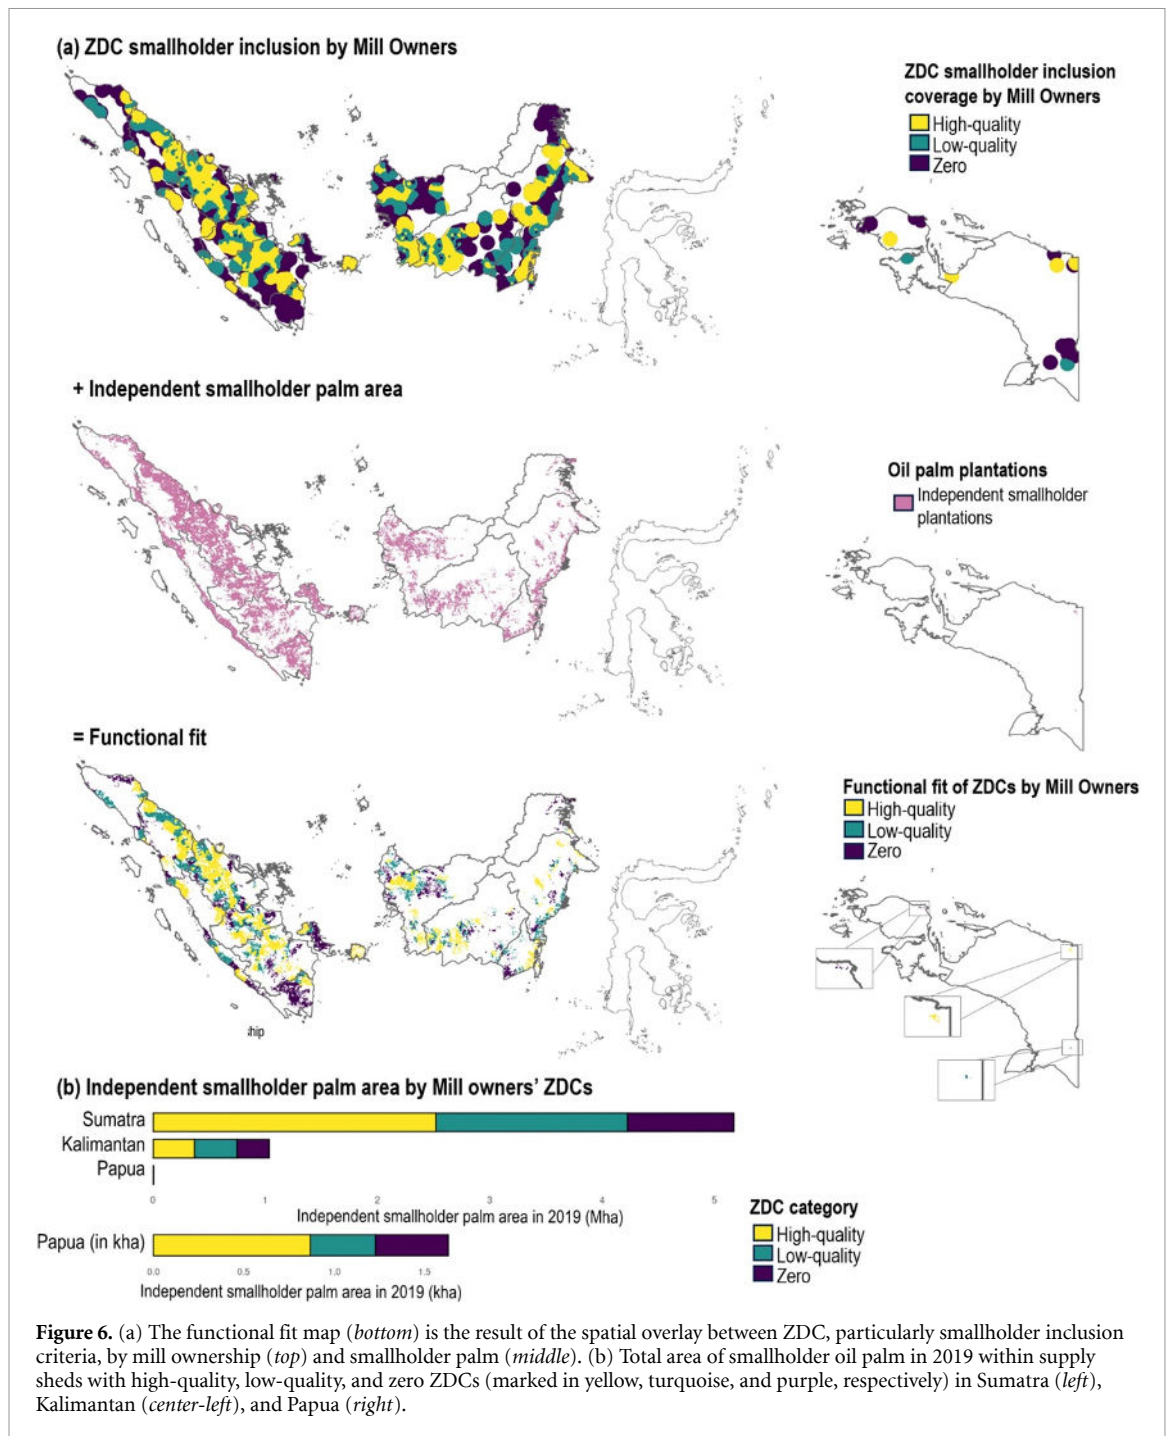 (a) ZDC smallholder inclusion by Mill Owners
ZDC smallholder inclusion
coverage by Mill Owners
High-quality
Low-quality
Zero
+ Independent smallholder palm area
Oil palm plantations
Independent smallholder
plantations
= Functional fit
Functional fit of ZDCs by Mill Owners
High-quality
Low-quality
Zero
hip
(b) Independent smallholder palm area by Mill owners' ZDCs
Sumatra
Kalimantan
Papua
0 1 2 3 4 5
Independent smallholder palm area in 2019 (Mha)
Papua (in kha)
0.0 0.5 1.0 1.5
Independent smallholder palm area in 2019 (kha)
ZDC category
High-quality
Low-quality
Zero
Figure 6. (a) The functional fit map (bottom) is the result of the spatial overlay between ZDC, particularly smallholder inclusion
criteria, by mill ownership (top) and smallholder palm (middle). (b) Total area of smallholder oil palm in 2019 within supply
sheds with high-quality, low-quality, and zero ZDCs (marked in yellow, turquoise, and purple, respectively) in Sumatra (left),
Kalimantan (center-left), and Papua (right).